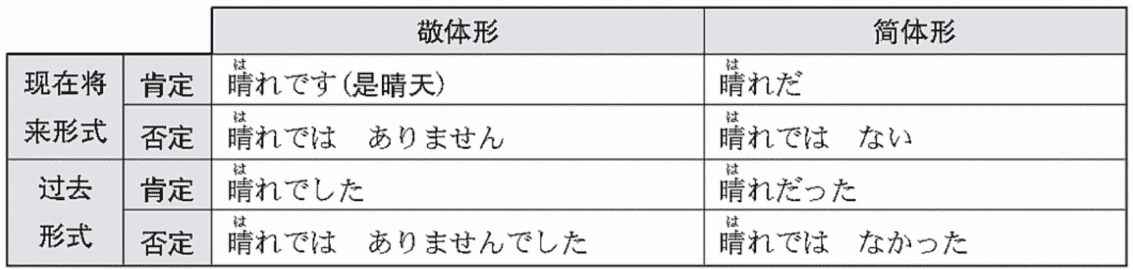 敬体形 简体形
现在将来形式 肯定 晴れです(是晴天) 晴れだ
否定 晴れでは ありません 晴れでは ない
过去形式 肯定 晴れでした 晴れだった
否定 晴れでは ありませんでした 晴れでは なかった
は は
は は
は は
は は